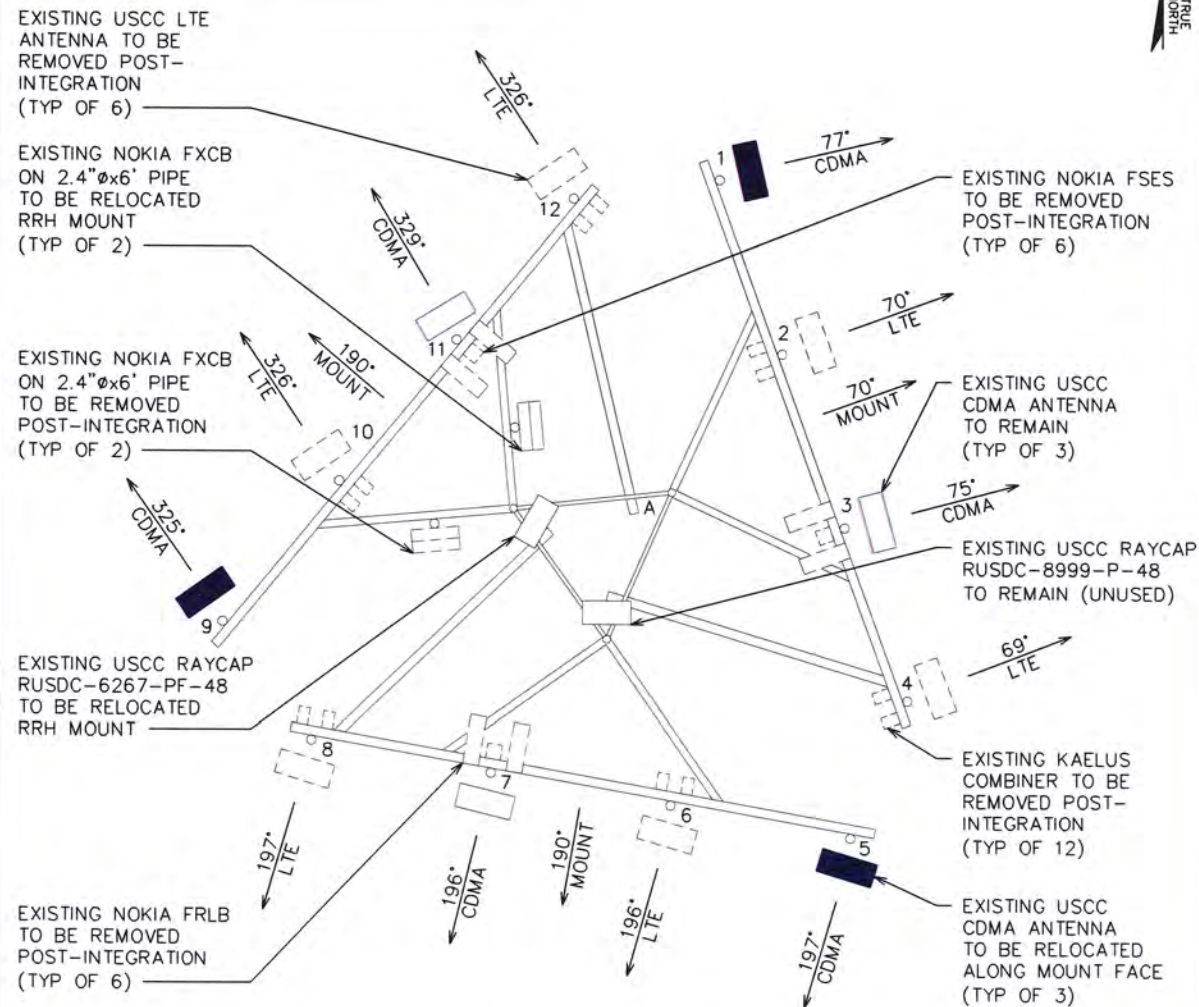 EXISTING USCC LTE
ANTENNA TO BE
REMOVED POST-
INTEGRATION
(TYP OF 6)
EXISTING NOKIA FXCB
ON 2.4"øx6' PIPE
TO BE RELOCATED
RRH MOUNT
(TYP OF 2)
EXISTING NOKIA FXCB
ON 2.4"øx6' PIPE
TO BE REMOVED
POST-INTEGRATION
(TYP OF 2)
EXISTING USCC RAYCAP
RUSDC-6267-PF-48
TO BE RELOCATED
RRH MOUNT
EXISTING NOKIA FRLB
TO BE REMOVED
POST-INTEGRATION
(TYP OF 6)
326°
LTE
12
329°
CDMA
11
190°
MOUNT
326°
LTE
10
325°
CDMA
9
1
77°
CDMA
2
70°
LTE
70°
MOUNT
3
75°
CDMA
A
4
69°
LTE
8
197°
LTE
7
196°
CDMA
190°
MOUNT
6
196°
LTE
5
197°
CDMA
TRUE
ORTH
EXISTING NOKIA FSES
TO BE REMOVED
POST-INTEGRATION
(TYP OF 6)
EXISTING USCC
CDMA ANTENNA
TO REMAIN
(TYP OF 3)
EXISTING USCC RAYCAP
RUSDC-8999-P-48
TO REMAIN (UNUSED)
EXISTING KAELUS
COMBINER TO BE
REMOVED POST-
INTEGRATION
(TYP OF 12)
EXISTING USCC
CDMA ANTENNA
TO BE RELOCATED
ALONG MOUNT FACE
(TYP OF 3)